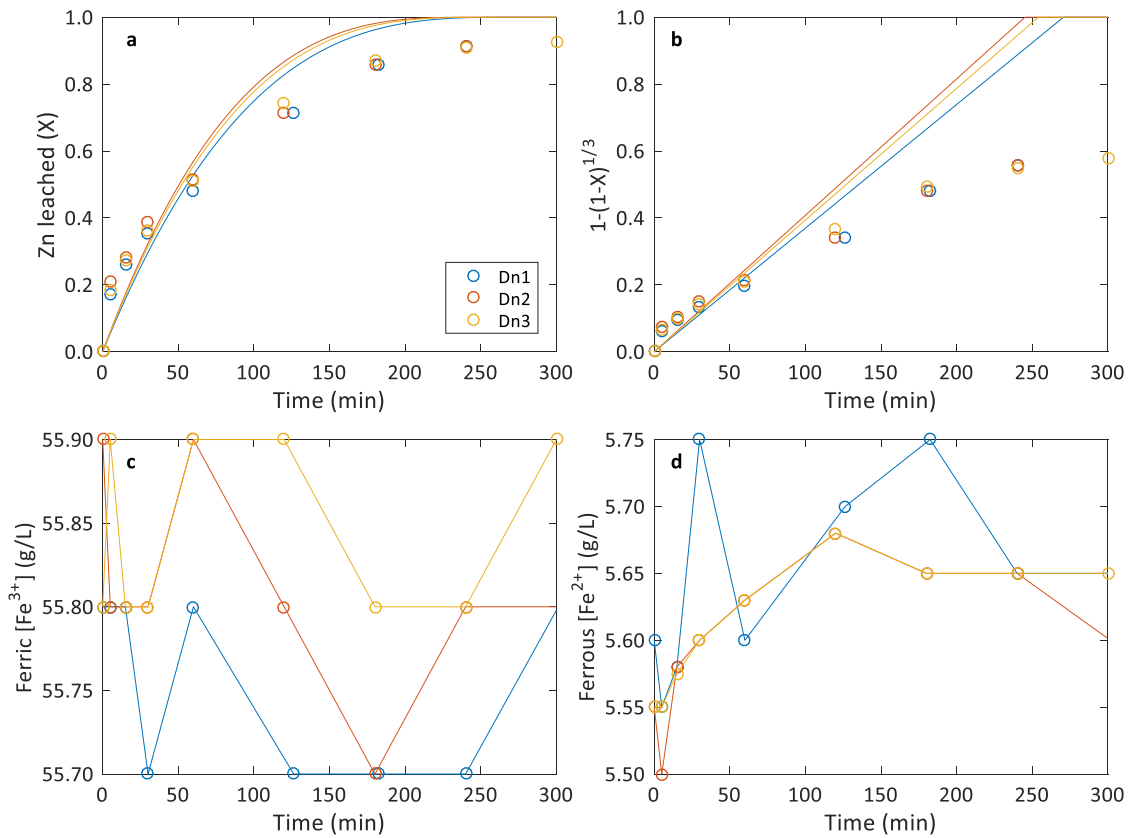 a
1.0
0.8
0.6
0.4
0.2
0.0
Zn leached (X)
Dn1
Dn2
Dn3
0 50 100 150 200 250 300
Time (min)
b
1.0
0.8
0.6
0.4
0.2
0.0
1-(1-X)^1/3
0 50 100 150 200 250 300
Time (min)
c
55.90
55.85
55.80
55.75
55.70
Ferric [Fe³⁺] (g/L)
0 50 100 150 200 250 300
Time (min)
d
5.75
5.70
5.65
5.60
5.55
5.50
Ferrous [Fe²⁺] (g/L)
0 50 100 150 200 250 300
Time (min)